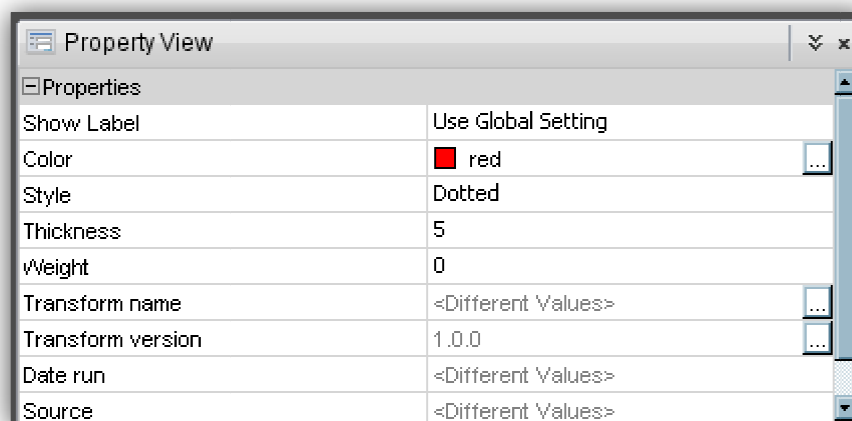 Property View
Properties
Show Label Use Global Setting
Color red ...
Style Dotted
Thickness 5
Weight 0
Transform name <Different Values> ...
Transform version 1.0.0 ...
Date run <Different Values>
Source <Different Values>